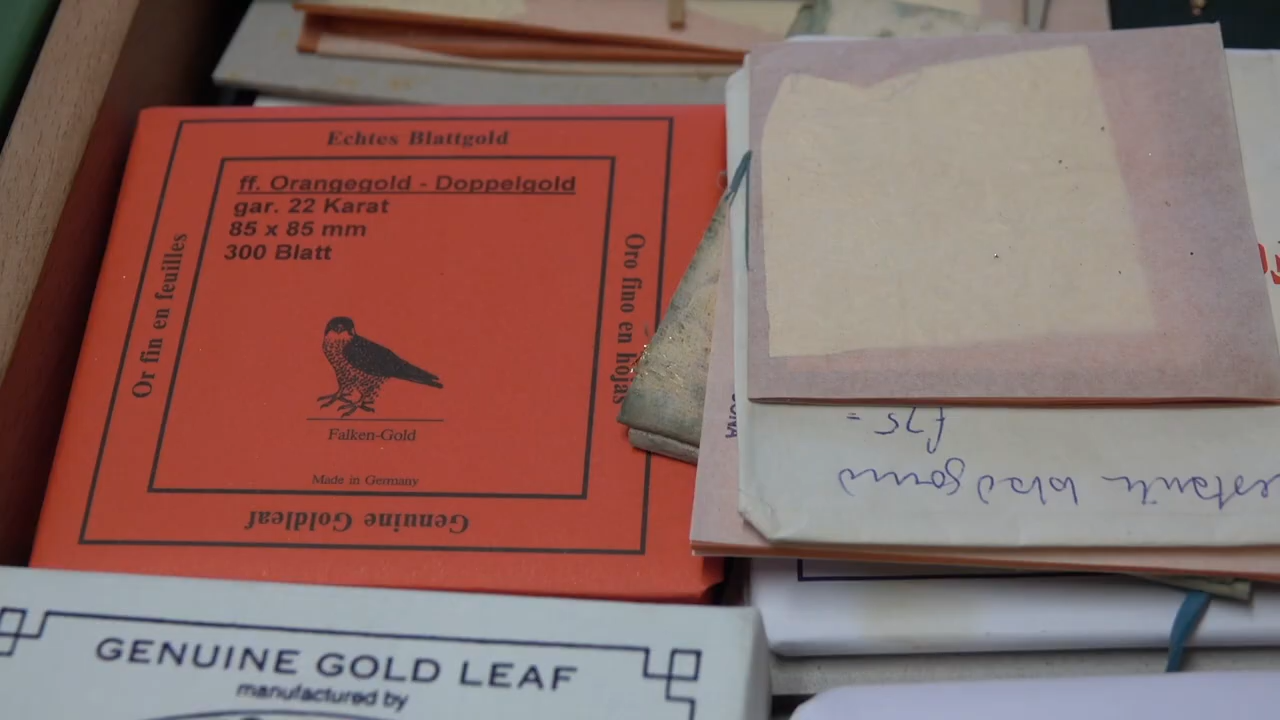 Echtes Blattgold
ff. Orangegold - Doppelgold
gar. 22 Karat
85 x 85 mm
300 Blatt
Or fin en feuilles
Oro fino en hojas
Falken-Gold
Made in Germany
Genuine Goldleaf
GENUINE GOLD LEAF
manufactured by
f75=